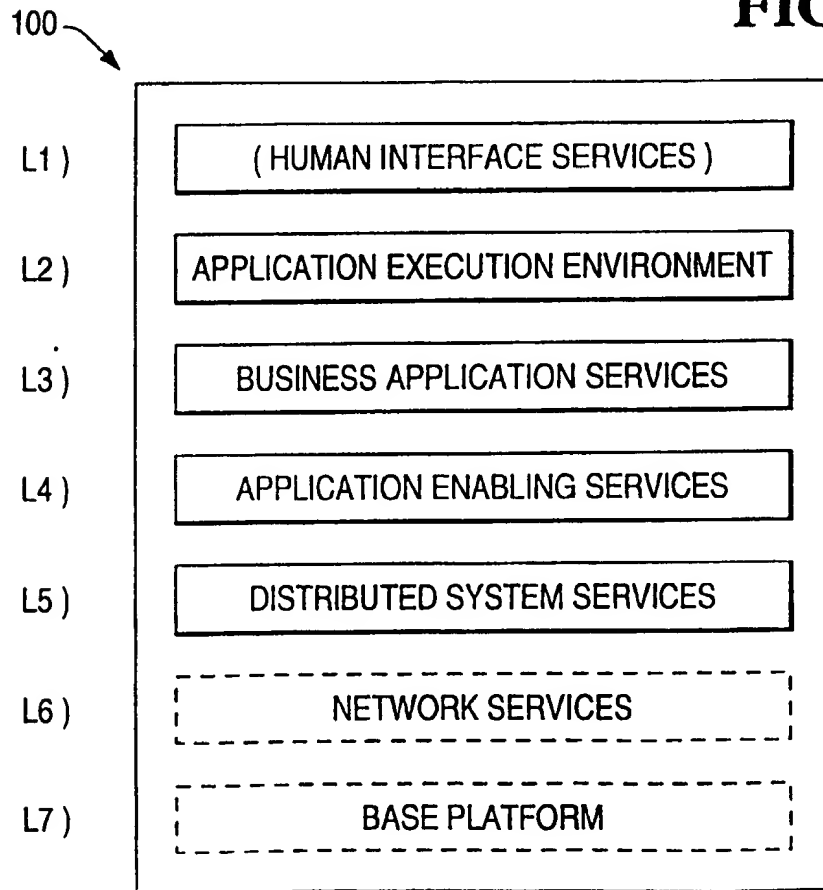 FIG
100
L1) (HUMAN INTERFACE SERVICES)
L2) APPLICATION EXECUTION ENVIRONMENT
L3) BUSINESS APPLICATION SERVICES
L4) APPLICATION ENABLING SERVICES
L5) DISTRIBUTED SYSTEM SERVICES
L6) NETWORK SERVICES
L7) BASE PLATFORM